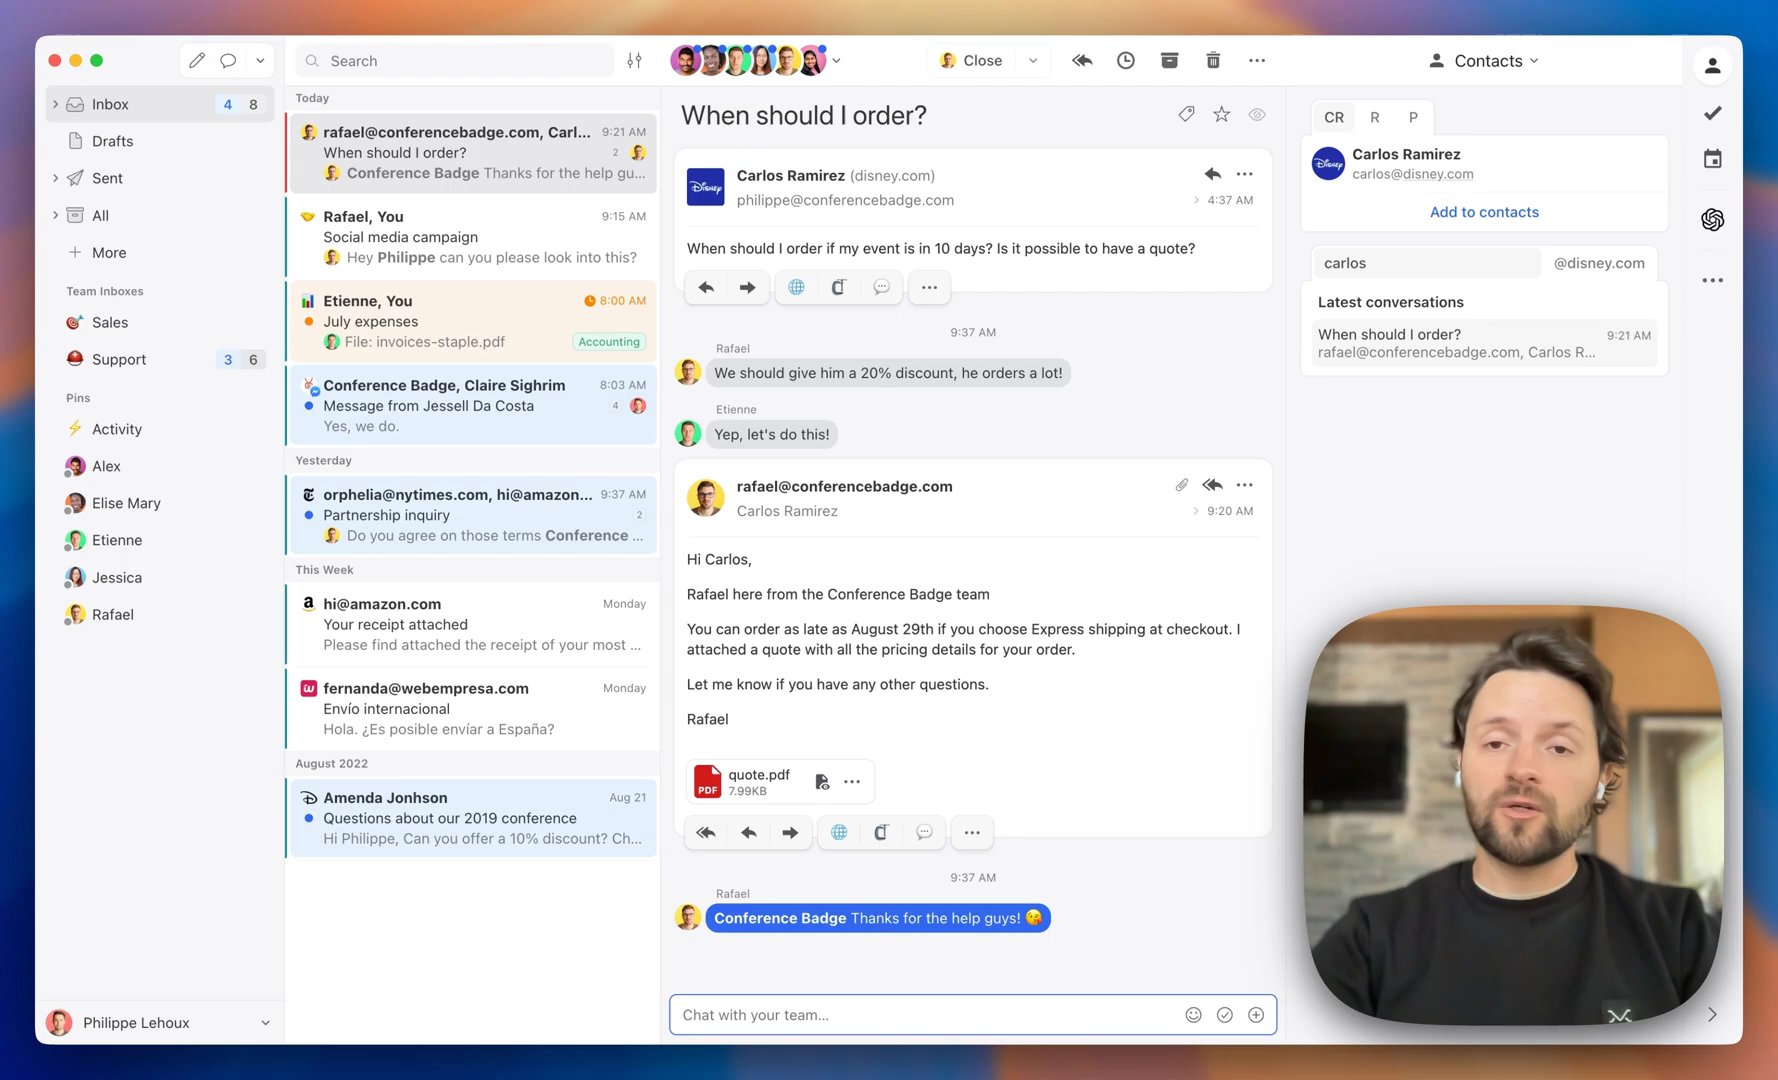 Inbox 4 8
Drafts
Sent
All
More
Team Inboxes
Sales
Support 3 6
Pins
Activity
Alex
Elise Mary
Etienne
Jessica
Rafael
Philippe Lehoux
Search
Today
rafael@conferencebadge.com, Carl... 9:21 AM
When should I order? 2
Conference Badge Thanks for the help gu...
Rafael, You 9:15 AM
Social media campaign
Hey Philippe can you please look into this?
Etienne, You 8:00 AM
July expenses
File: invoices-staple.pdf Accounting
Conference Badge, Claire Sighrim 8:03 AM
Message from Jessell Da Costa 4
Yes, we do.
Yesterday
orphelia@nytimes.com, hi@amazon... 9:37 AM
Partnership inquiry 2
Do you agree on those terms Conference ...
This Week
hi@amazon.com Monday
Your receipt attached
Please find attached the receipt of your most ...
fernanda@webempresa.com Monday
Envío internacional
Hola. ¿Es posible envíar a España?
August 2022
Amenda Jonhson Aug 21
Questions about our 2019 conference
Hi Philippe, Can you offer a 10% discount? Ch...
Close
When should I order?
Disney
Carlos Ramirez (disney.com)
philippe@conferencebadge.com 4:37 AM
When should I order if my event is in 10 days? Is it possible to have a quote?
9:37 AM
Rafael
We should give him a 20% discount, he orders a lot!
Etienne
Yep, let's do this!
rafael@conferencebadge.com
Carlos Ramirez 9:20 AM
Hi Carlos,
Rafael here from the Conference Badge team
You can order as late as August 29th if you choose Express shipping at checkout. I
attached a quote with all the pricing details for your order.
Let me know if you have any other questions.
Rafael
PDF
quote.pdf
7.99KB
9:37 AM
Rafael
Conference Badge Thanks for the help guys! 😘
Chat with your team...
Contacts
CR R P
Disney
Carlos Ramirez
carlos@disney.com
Add to contacts
carlos @disney.com
Latest conversations
When should I order? 9:21 AM
rafael@conferencebadge.com, Carlos R...